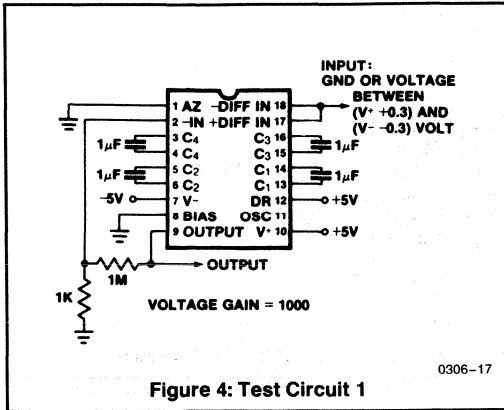 INPUT:
GND OR VOLTAGE
BETWEEN
(V+ +0.3) AND
(V- -0.3) VOLT
1 AZ -DIFF IN 18
2 -IN +DIFF IN 17
3 C4 C3 16
4 C4 C3 15
1µF
1µF
5 C2 C1 14
6 C2 C1 13
1µF
1µF
-5V
7 V- DR 12
+5V
8 BIAS OSC 11
9 OUTPUT V+ 10
+5V
OUTPUT
1M
1K
VOLTAGE GAIN = 1000
0306-17
Figure 4: Test Circuit 1